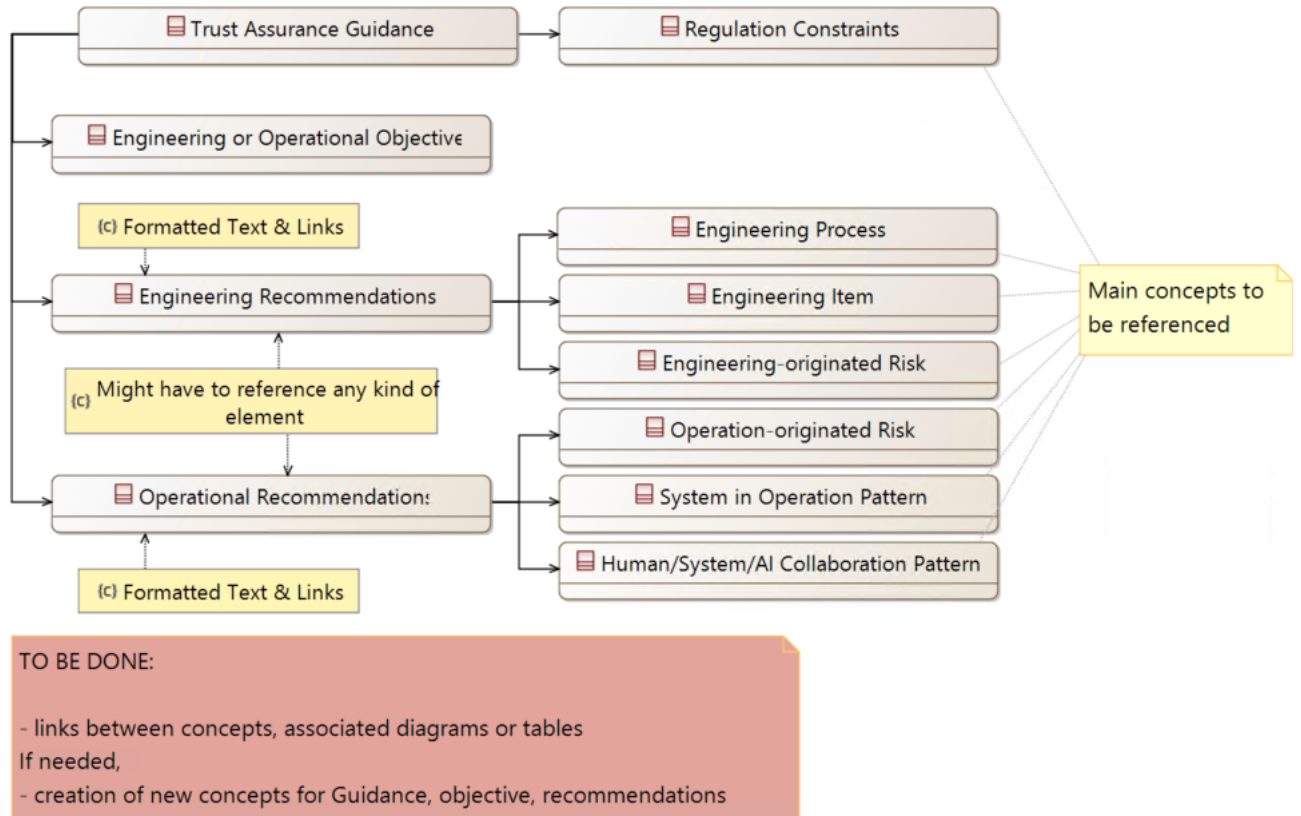 Trust Assurance Guidance
Regulation Constraints
Engineering or Operational Objective
{c} Formatted Text & Links
Engineering Process
Engineering Recommendations
Engineering Item
Main concepts to
be referenced
Engineering-originated Risk
{c} Might have to reference any kind of
element
Operation-originated Risk
Operational Recommendations
System in Operation Pattern
Human/System/AI Collaboration Pattern
{c} Formatted Text & Links
TO BE DONE:
- links between concepts, associated diagrams or tables
If needed,
- creation of new concepts for Guidance, objective, recommendations